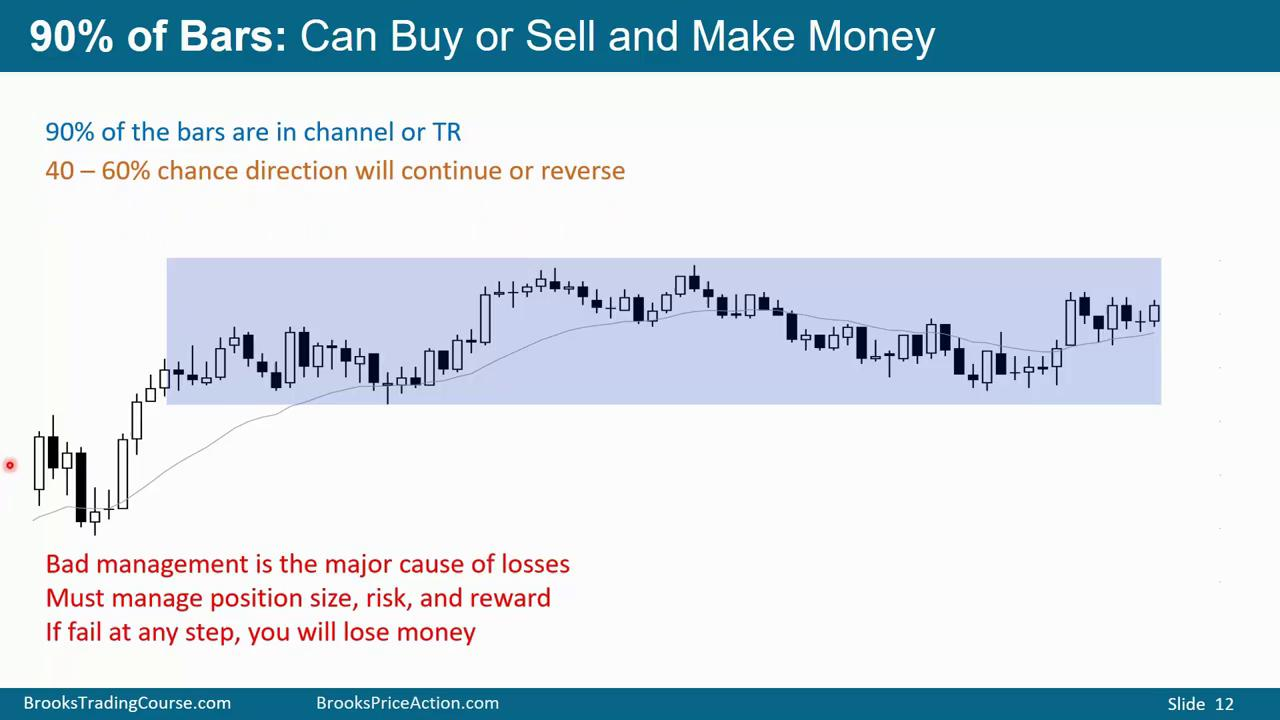 90% of Bars: Can Buy or Sell and Make Money
90% of the bars are in channel or TR
40 – 60% chance direction will continue or reverse
Bad management is the major cause of losses
Must manage position size, risk, and reward
If fail at any step, you will lose money
BrooksTradingCourse.com
BrooksPriceAction.com
Slide 12